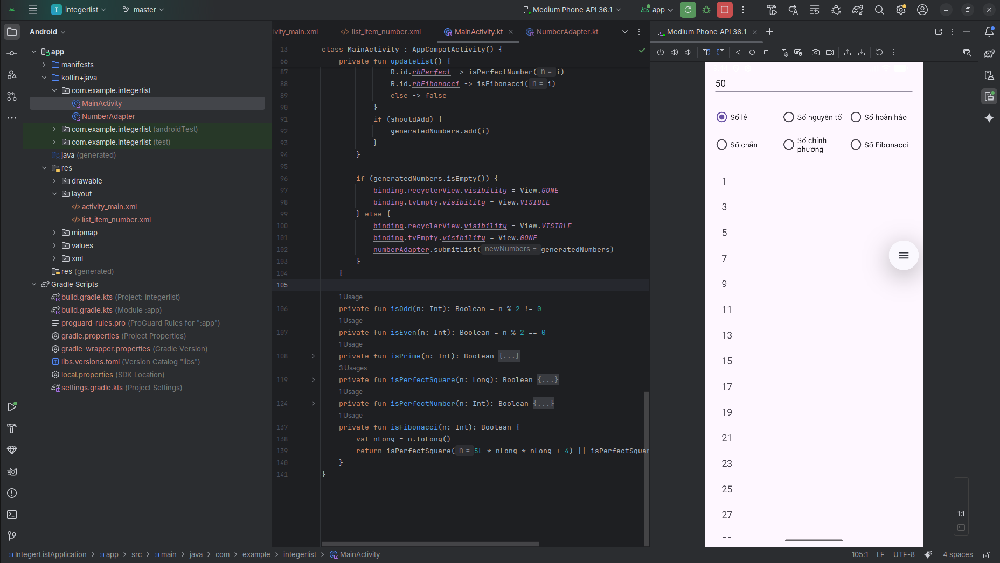 I integerlist master Medium Phone API 36.1 app
Android
app
manifests
kotlin+java
com.example.integerlist
MainActivity
NumberAdapter
com.example.integerlist (androidTest)
com.example.integerlist (test)
java (generated)
res
drawable
layout
activity_main.xml
list_item_number.xml
mipmap
values
xml
res (generated)
Gradle Scripts
build.gradle.kts (Project: integerlist)
build.gradle.kts (Module :app)
proguard-rules.pro (ProGuard Rules for ":app")
gradle.properties (Project Properties)
gradle-wrapper.properties (Gradle Version)
libs.versions.toml (Version Catalog "libs")
local.properties (SDK Location)
settings.gradle.kts (Project Settings)
ivity_main.xml list_item_number.xml MainActivity.kt NumberAdapter.kt
13 class MainActivity : AppCompatActivity() {
66 private fun updateList() {
87 R.id.rbPerfect -> isPerfectNumber( n = i)
88 R.id.rbFibonacci -> isFibonacci( n = i)
89 else -> false
90 }
91 if (shouldAdd) {
92 generatedNumbers.add(i)
93 }
94 }
95
96 if (generatedNumbers.isEmpty()) {
97 binding.recyclerView.visibility = View.GONE
98 binding.tvEmpty.visibility = View.VISIBLE
99 } else {
100 binding.recyclerView.visibility = View.VISIBLE
101 binding.tvEmpty.visibility = View.GONE
102 numberAdapter.submitList( newNumbers = generatedNumbers)
103 }
104 }
105
1 Usage
106 private fun isOdd(n: Int): Boolean = n % 2 != 0
1 Usage
107 private fun isEven(n: Int): Boolean = n % 2 == 0
1 Usage
108 private fun isPrime(n: Int): Boolean {...}
3 Usages
119 private fun isPerfectSquare(n: Long): Boolean {...}
1 Usage
124 private fun isPerfectNumber(n: Int): Boolean {...}
1 Usage
137 private fun isFibonacci(n: Int): Boolean {
138 val nLong = n.toLong()
139 return isPerfectSquare( n = 5L * nLong * nLong + 4) || isPerfectSquar
140 }
141 }
Medium Phone API 36.1
50
Số lẻ Số nguyên tố Số hoàn hảo
Số chẵn Số chính phương Số Fibonacci
1
3
5
7
9
11
13
15
17
19
21
23
25
27
1:1
IntegerListApplication > app > src > main > java > com > example > integerlist > MainActivity
105:1 LF UTF-8 4 spaces